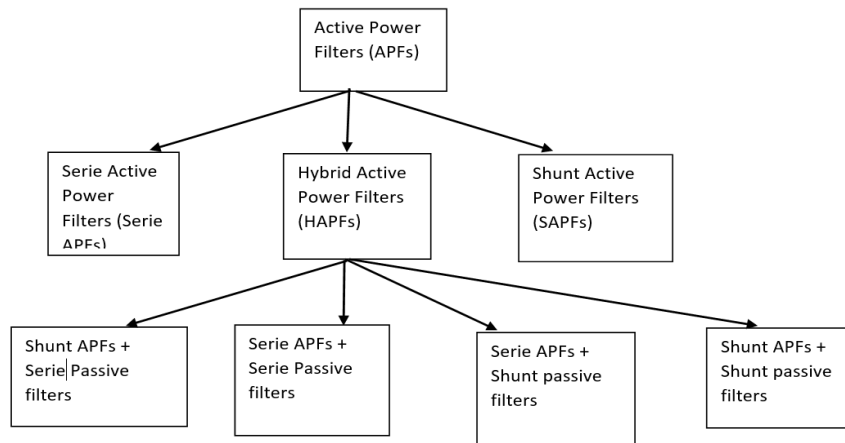 Active Power
Filters (APFs)
Serie Active
Power
Filters (Serie
APFs)
Hybrid Active
Power Filters
(HAPFs)
Shunt Active
Power Filters
(SAPFs)
Shunt APFs +
Serie Passive
filters
Serie APFs +
Serie Passive
filters
Serie APFs +
Shunt passive
filters
Shunt APFs +
Shunt passive
filters